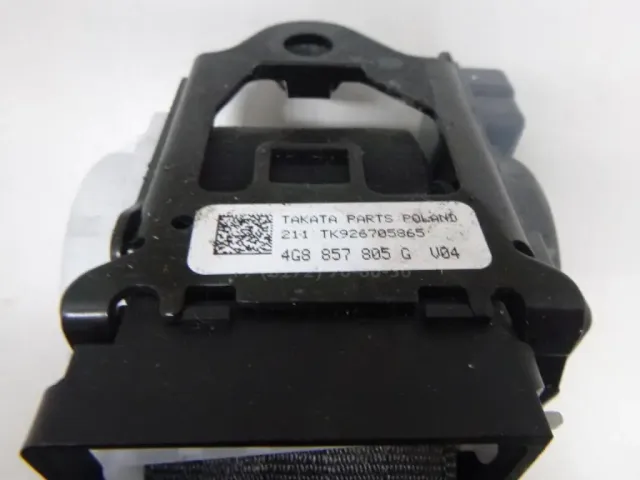 TAKATA PARTS POLAND
211 TK926705865
4G8 857 805 G V04